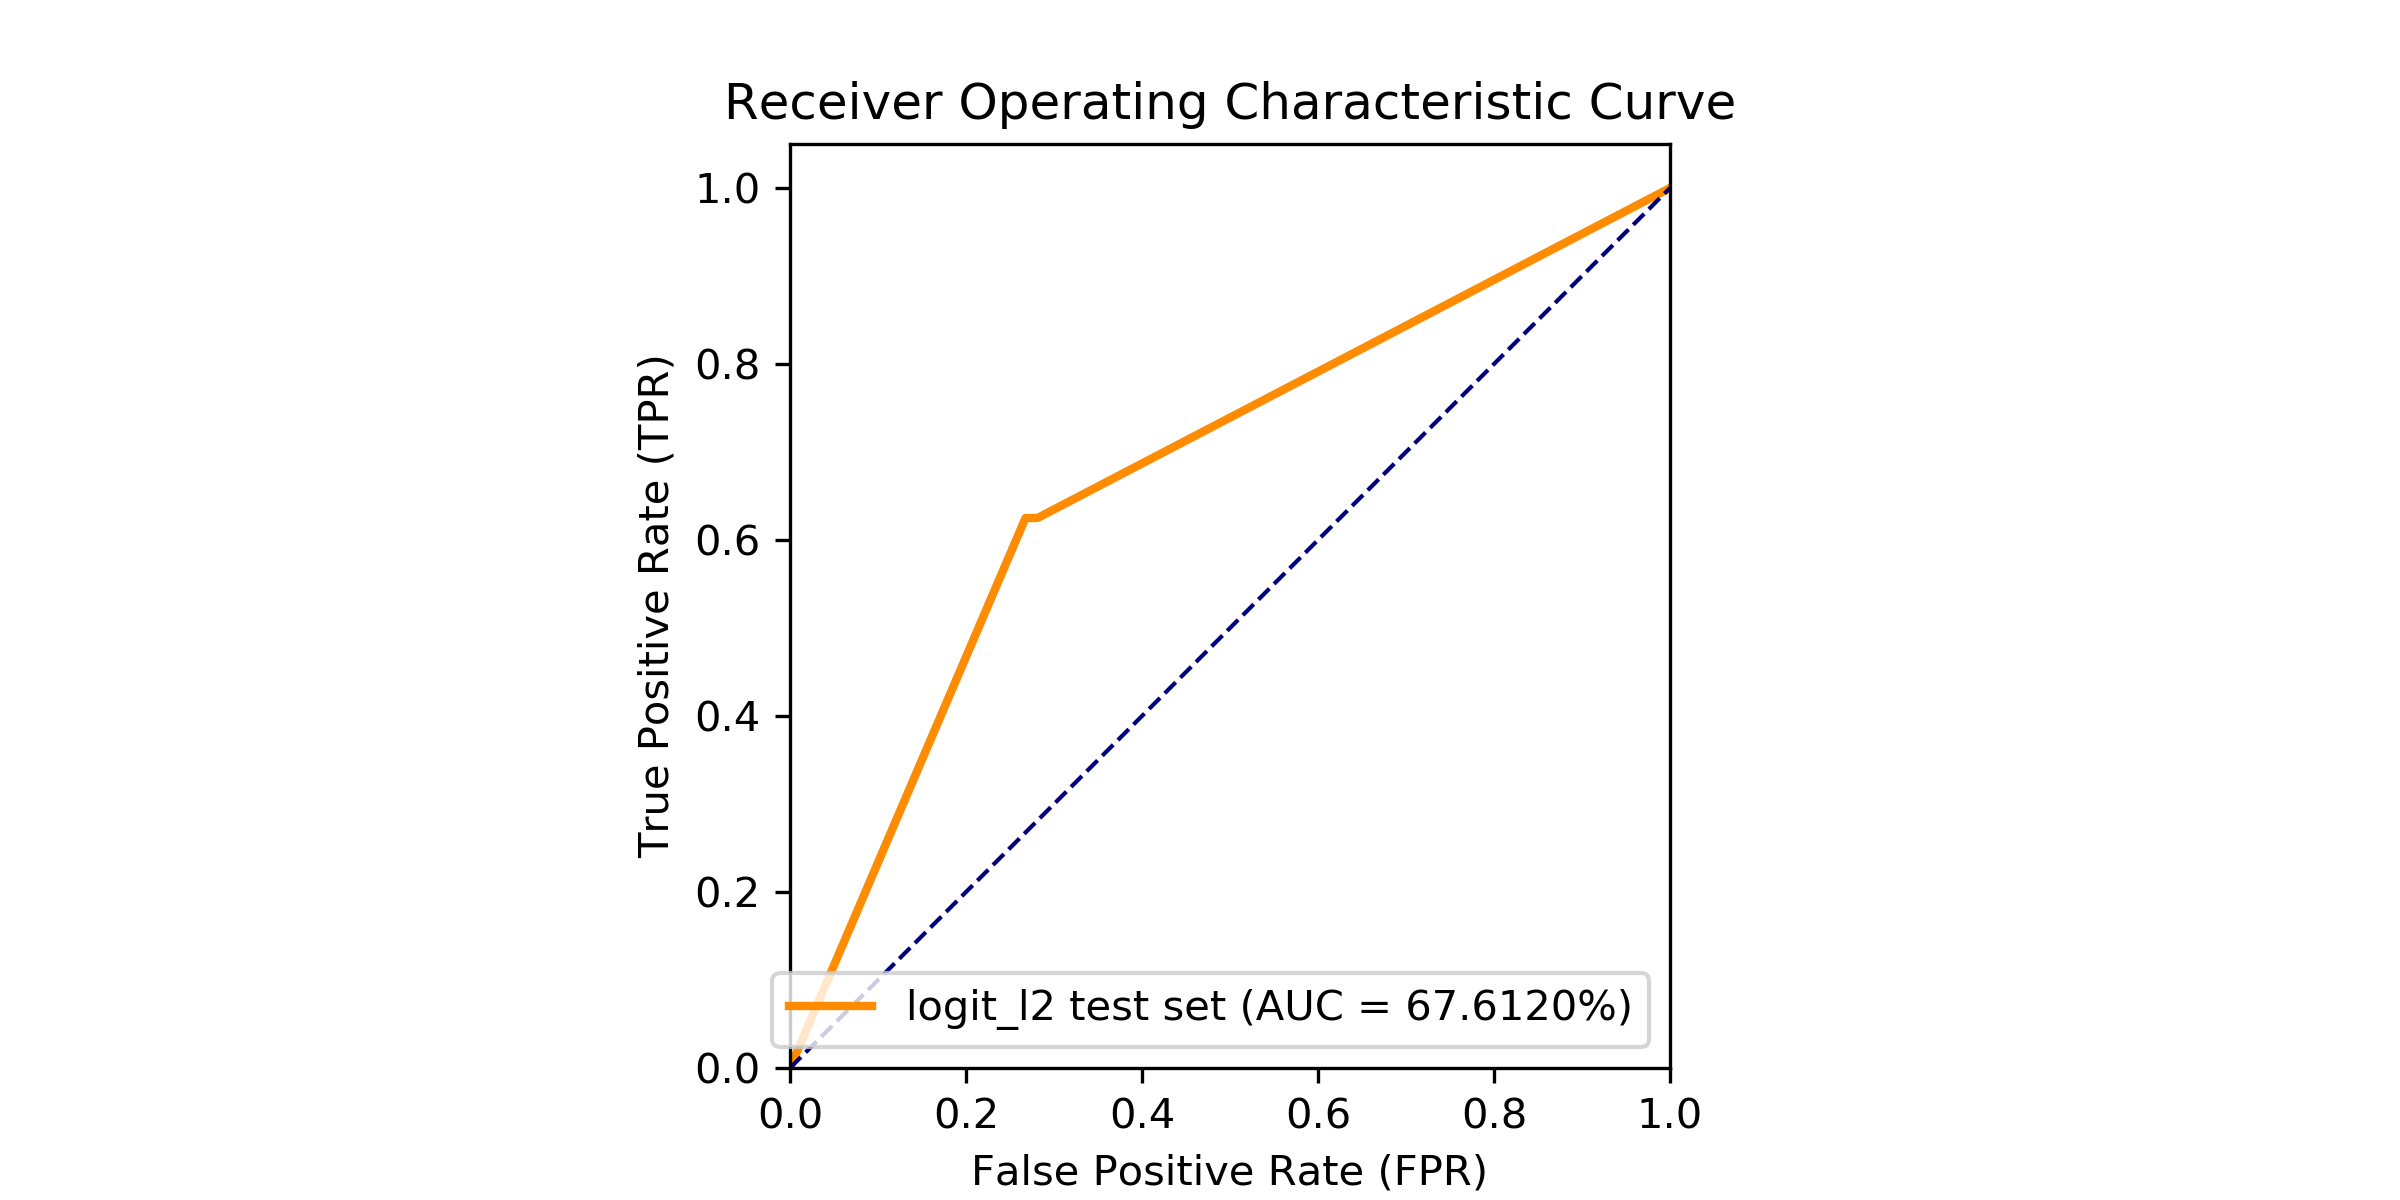 Receiver Operating Characteristic Curve
True Positive Rate (TPR)
1.0
0.8
0.6
0.4
0.2
0.0
logit_l2 test set (AUC = 67.6120%)
0.0 0.2 0.4 0.6 0.8 1.0
False Positive Rate (FPR)